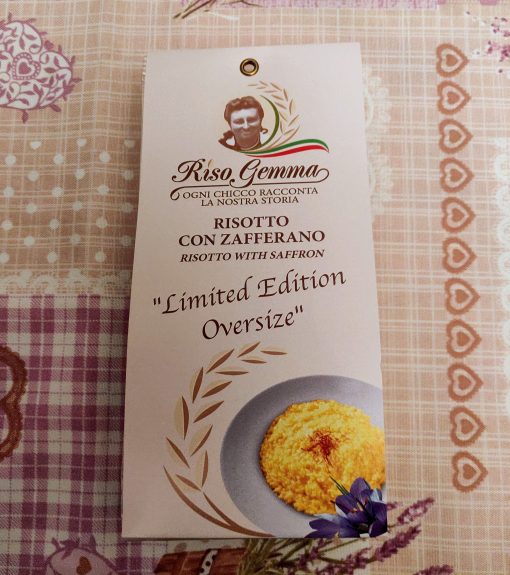 Riso Gemma
OGNI CHICCO RACCONTA
LA NOSTRA STORIA
RISOTTO
CON ZAFFERANO
RISOTTO WITH SAFFRON
"Limited Edition
Oversize"